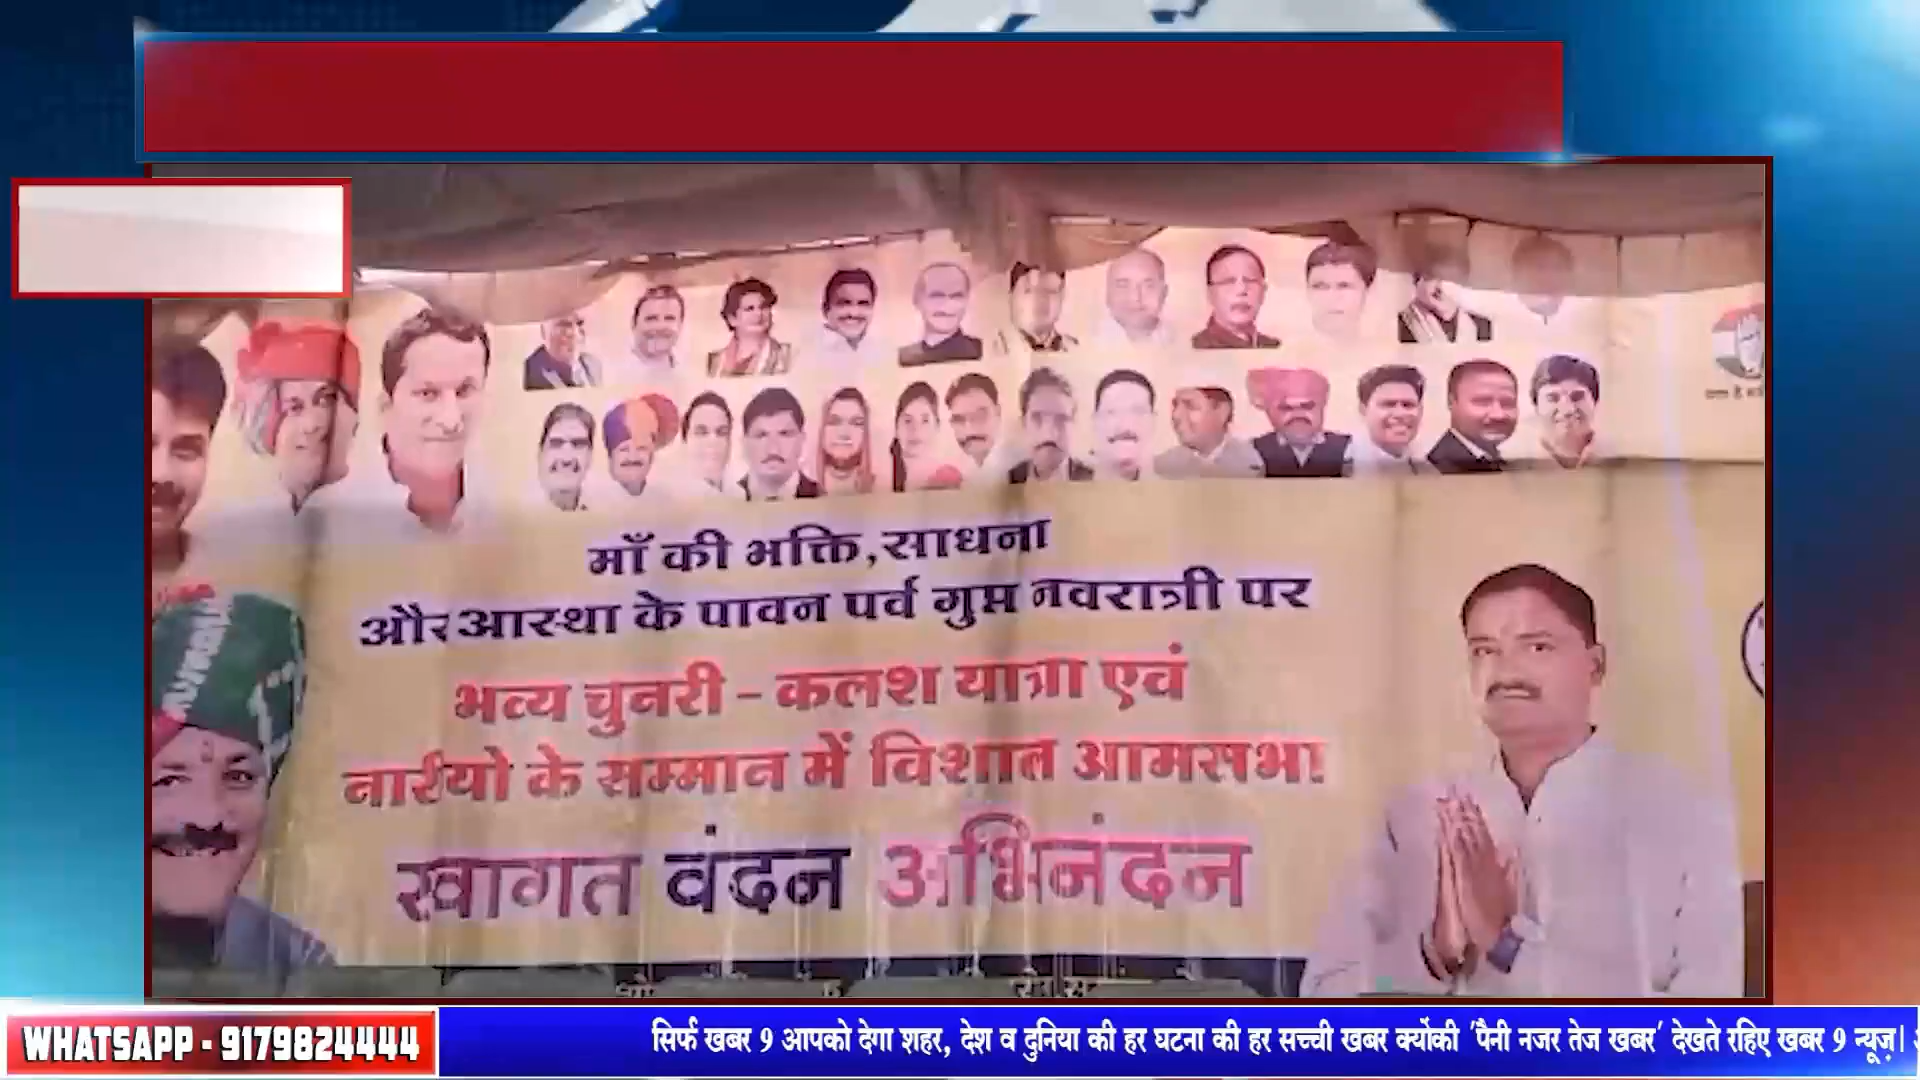 माँ की भक्ति, साधना
और आस्था के पावन पर्व गुप्त नवरात्री पर
भव्य चुनरी - कलश यात्रा एवं
नारीयो के सम्मान में विशाल आमसभा
स्वागत वंदन अभिनंदन
WHATSAPP - 9179824444
सिर्फ खबर 9 आपको देगा शहर, देश व दुनिया की हर घटना की हर सच्ची खबर क्योंकी 'पैनी नजर तेज खबर' देखते रहिए खबर 9 न्यूज़।